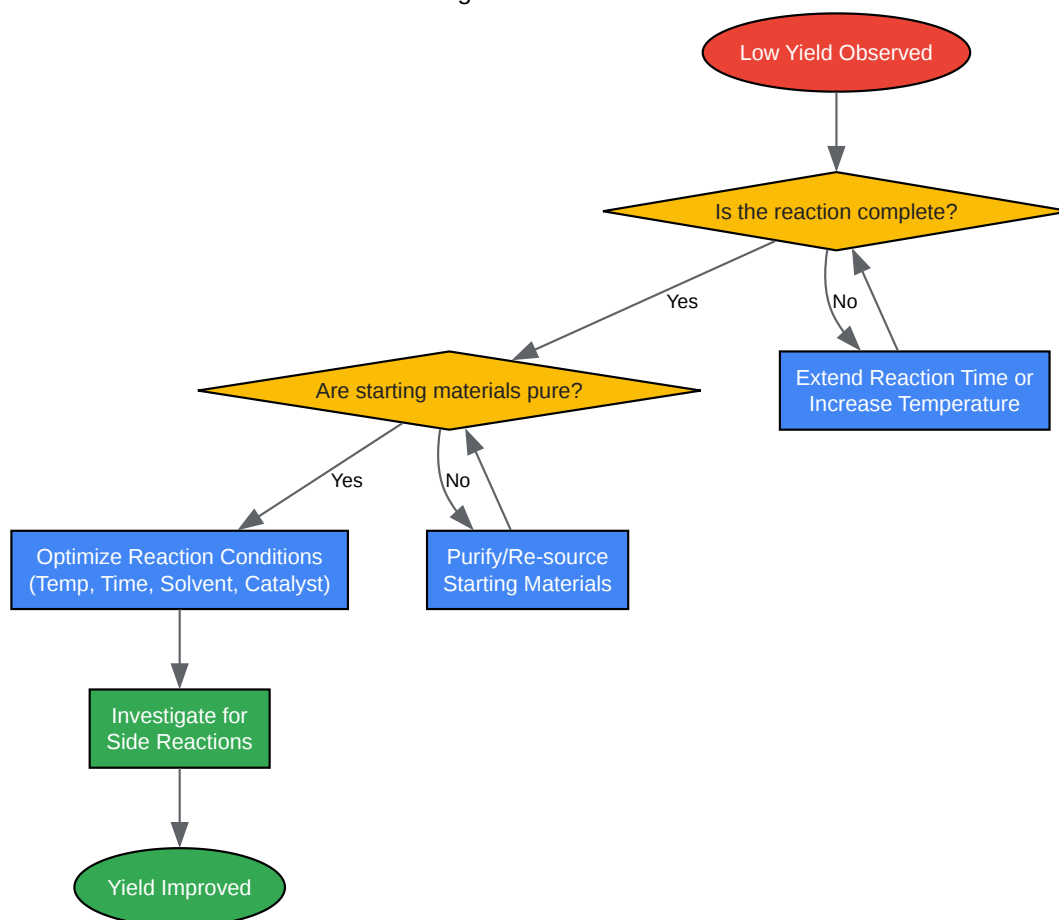 Low Yield Observed
Is the reaction complete?
Yes
No
Are starting materials pure?
Extend Reaction Time or
Increase Temperature
Yes
No
Optimize Reaction Conditions
(Temp, Time, Solvent, Catalyst)
Purify/Re-source
Starting Materials
Investigate for
Side Reactions
Yield Improved